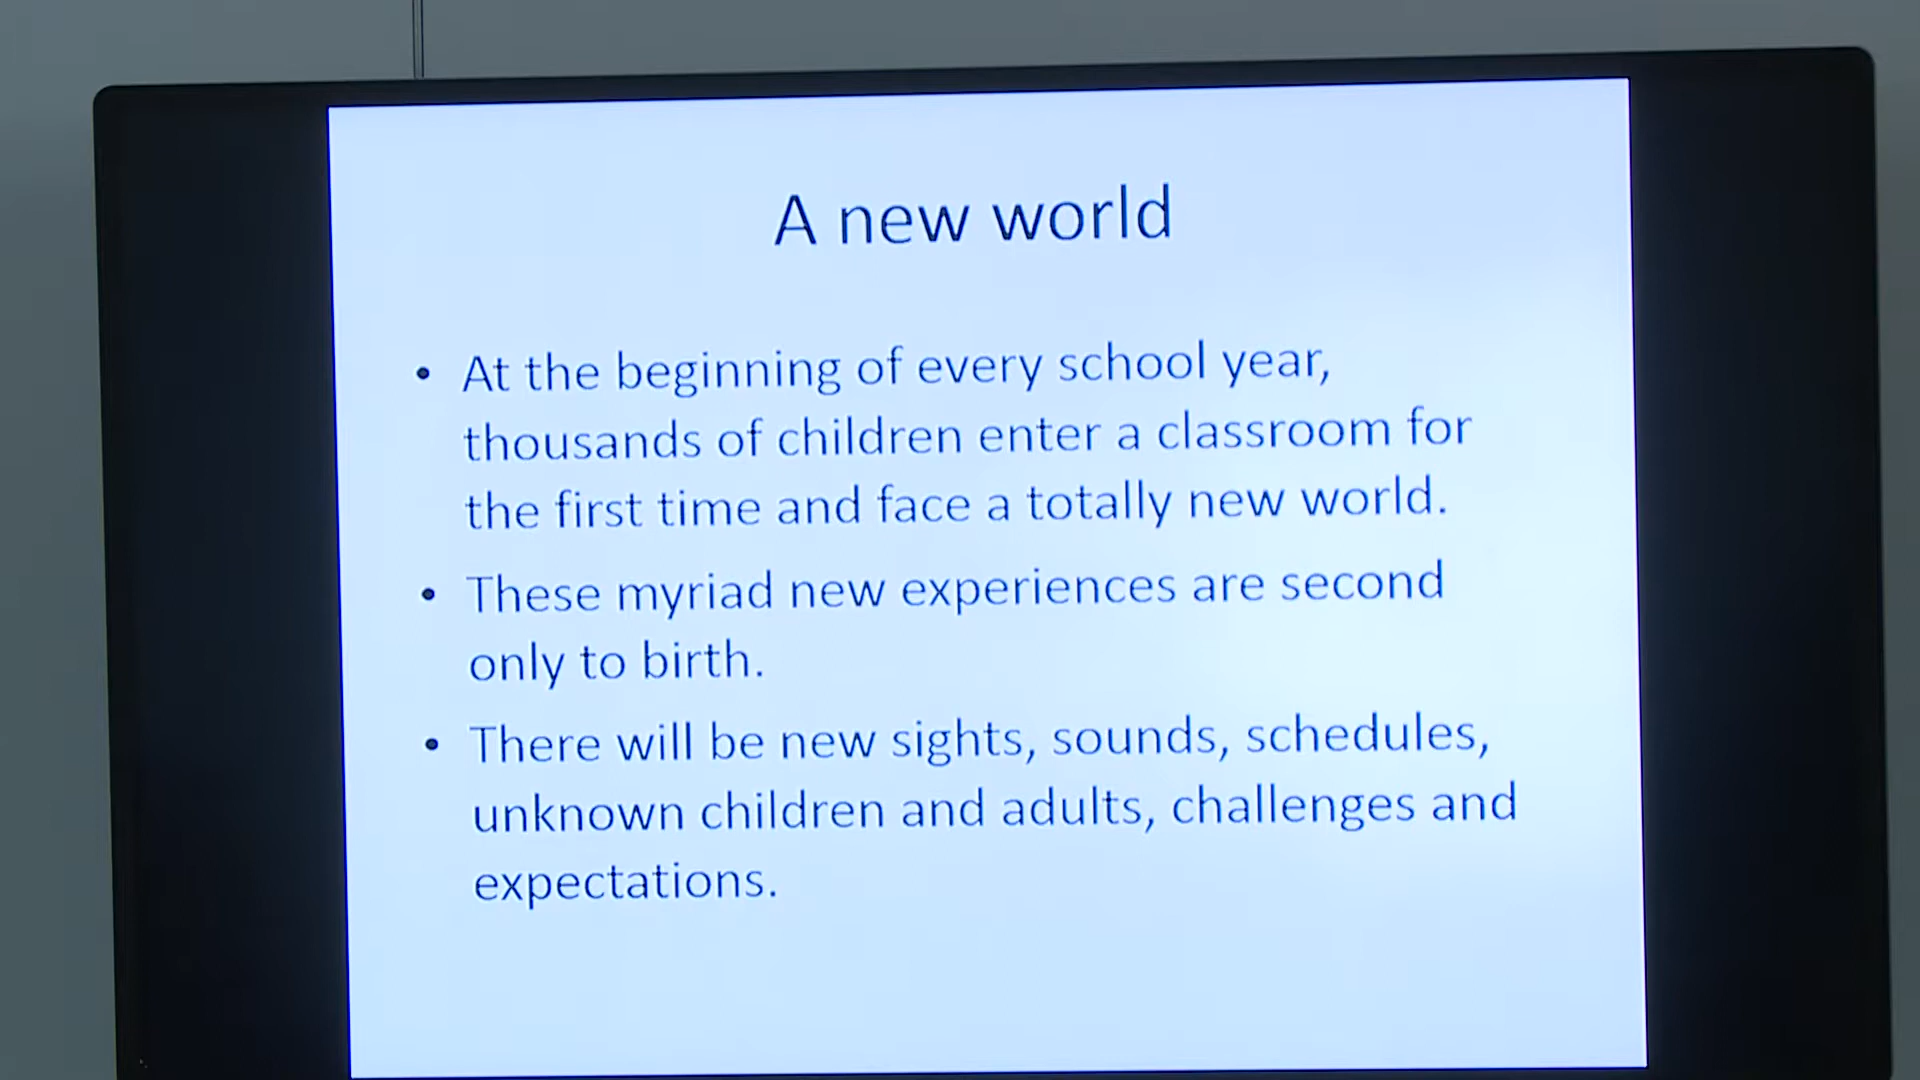 A new world
• At the beginning of every school year,
thousands of children enter a classroom for
the first time and face a totally new world.
• These myriad new experiences are second
only to birth.
• There will be new sights, sounds, schedules,
unknown children and adults, challenges and
expectations.